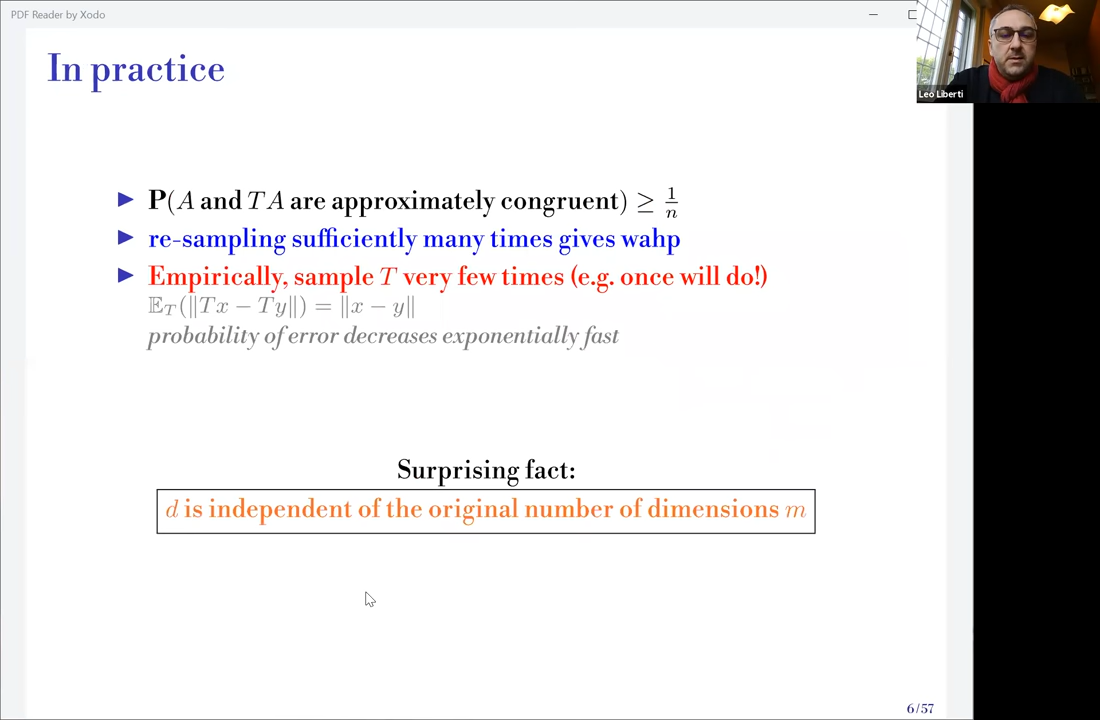 PDF Reader by Xodo
In practice
Leo Liberti
P(A and TA are approximately congruent) ≥ 1/n
re-sampling sufficiently many times gives wahp
Empirically, sample T very few times (e.g. once will do!)
𝔼_T(‖Tx − Ty‖) = ‖x − y‖
probability of error decreases exponentially fast
Surprising fact:
d is independent of the original number of dimensions m
6/57